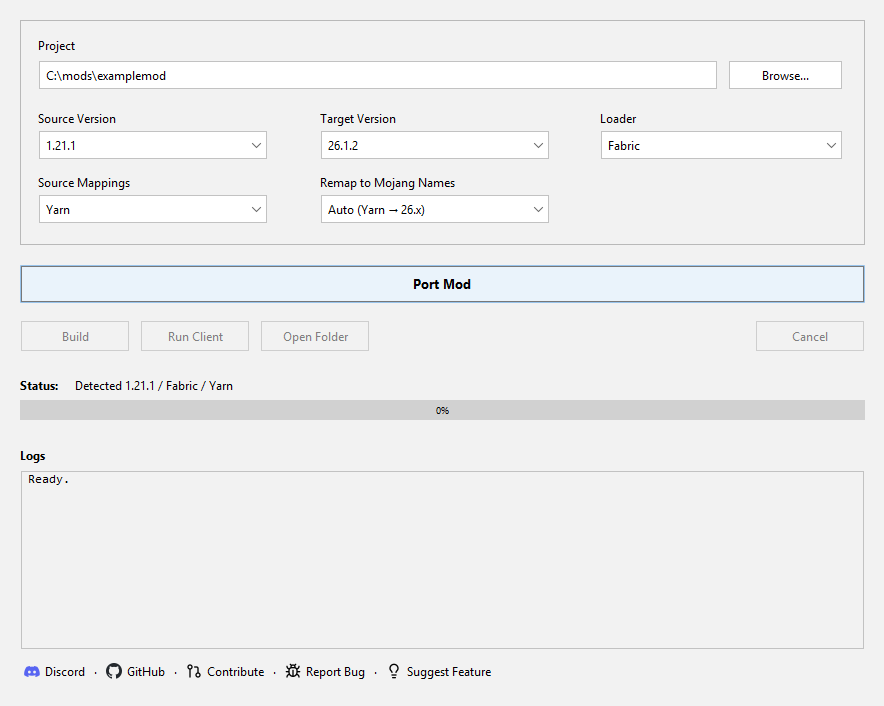 Project
C:\mods\examplemod
Browse...
Source Version
Target Version
Loader
1.21.1
26.1.2
Fabric
Source Mappings
Remap to Mojang Names
Yarn
Auto (Yarn → 26.x)
Port Mod
Build
Run Client
Open Folder
Cancel
Status: Detected 1.21.1 / Fabric / Yarn
0%
Logs
Ready.
Discord · GitHub · Contribute · Report Bug · Suggest Feature